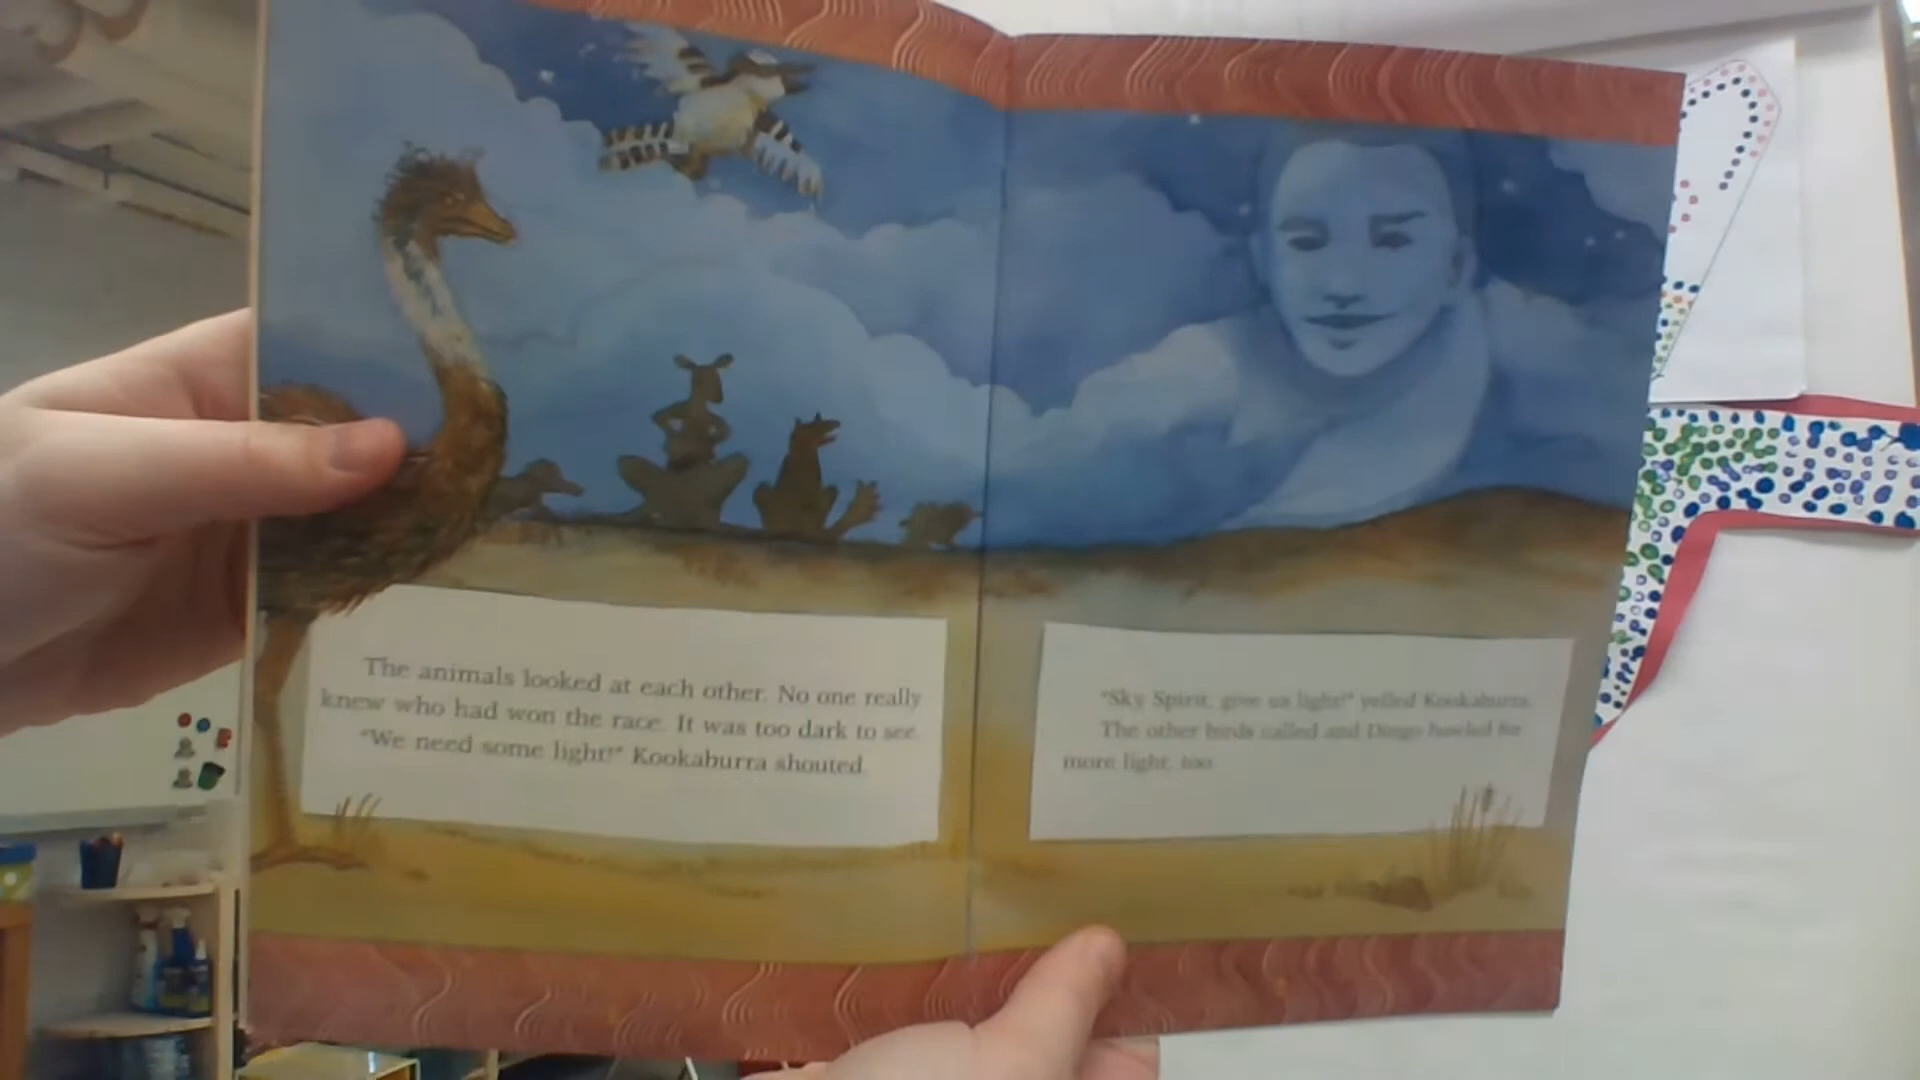 The animals looked at each other. No one really
knew who had won the race. It was too dark to see.
"We need some light!" Kookaburra shouted.
"Sky Spirit, give us light!" yelled Kookaburra.
The other birds called and Dingo howled for
more light, too.